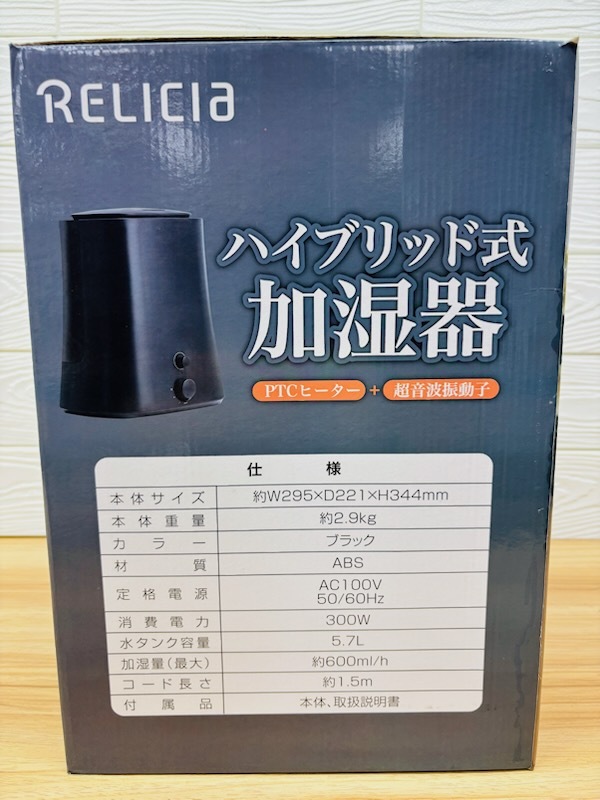 RELICIA
ハイブリッド式
加湿器
PTCヒーター + 超音波振動子
仕様
本体サイズ 約W295×D221×H344mm
本体重量 約2.9kg
カラー ブラック
材質 ABS
定格電源 AC100V
50/60Hz
消費電力 300W
水タンク容量 5.7L
加湿量(最大) 約600ml/h
コード長さ 約1.5m
付属品 本体、取扱説明書